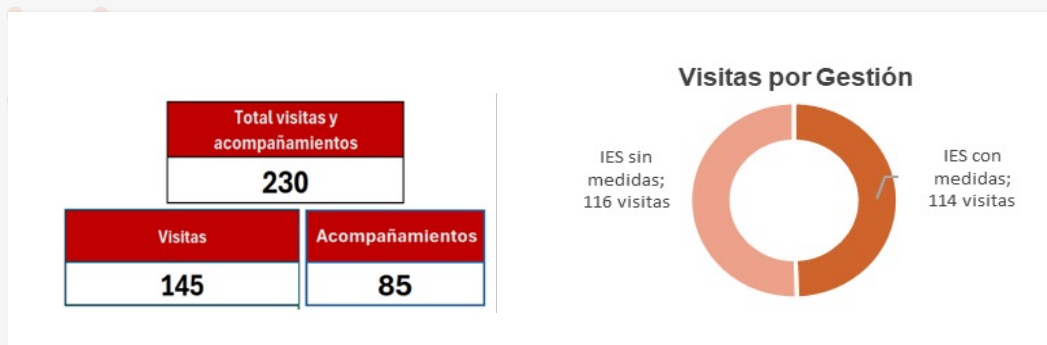 Total visitas y
acompañamientos
230
Visitas
Acompañamientos
145
85
Visitas por Gestión
IES sin
medidas;
116 visitas
IES con
medidas;
114 visitas